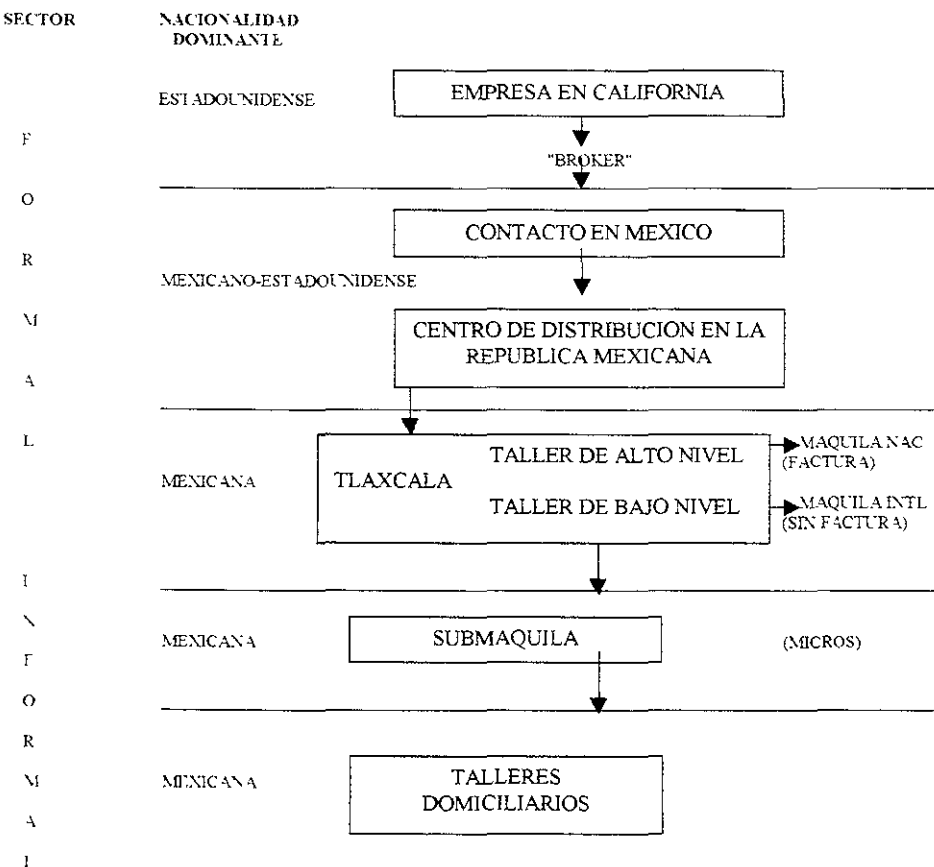 SECTOR NACIONALIDAD
DOMINANTE
ESTADOUNIDENSE EMPRESA EN CALIFORNIA
F
"BROKER"
O
CONTACTO EN MEXICO
R
MEXICANO-ESTADOUNIDENSE
M
CENTRO DE DISTRIBUCION EN LA
REPUBLICA MEXICANA
A
L
TALLER DE ALTO NIVEL MAQUILA NAC
(FACTURA)
MEXICANA TLAXCALA
TALLER DE BAJO NIVEL MAQUILA INTL
(SIN FACTURA)
I
N
MEXICANA SUBMAQUILA (MICROS)
F
O
R
M
MEXICANA TALLERES
DOMICILIARIOS
A
L